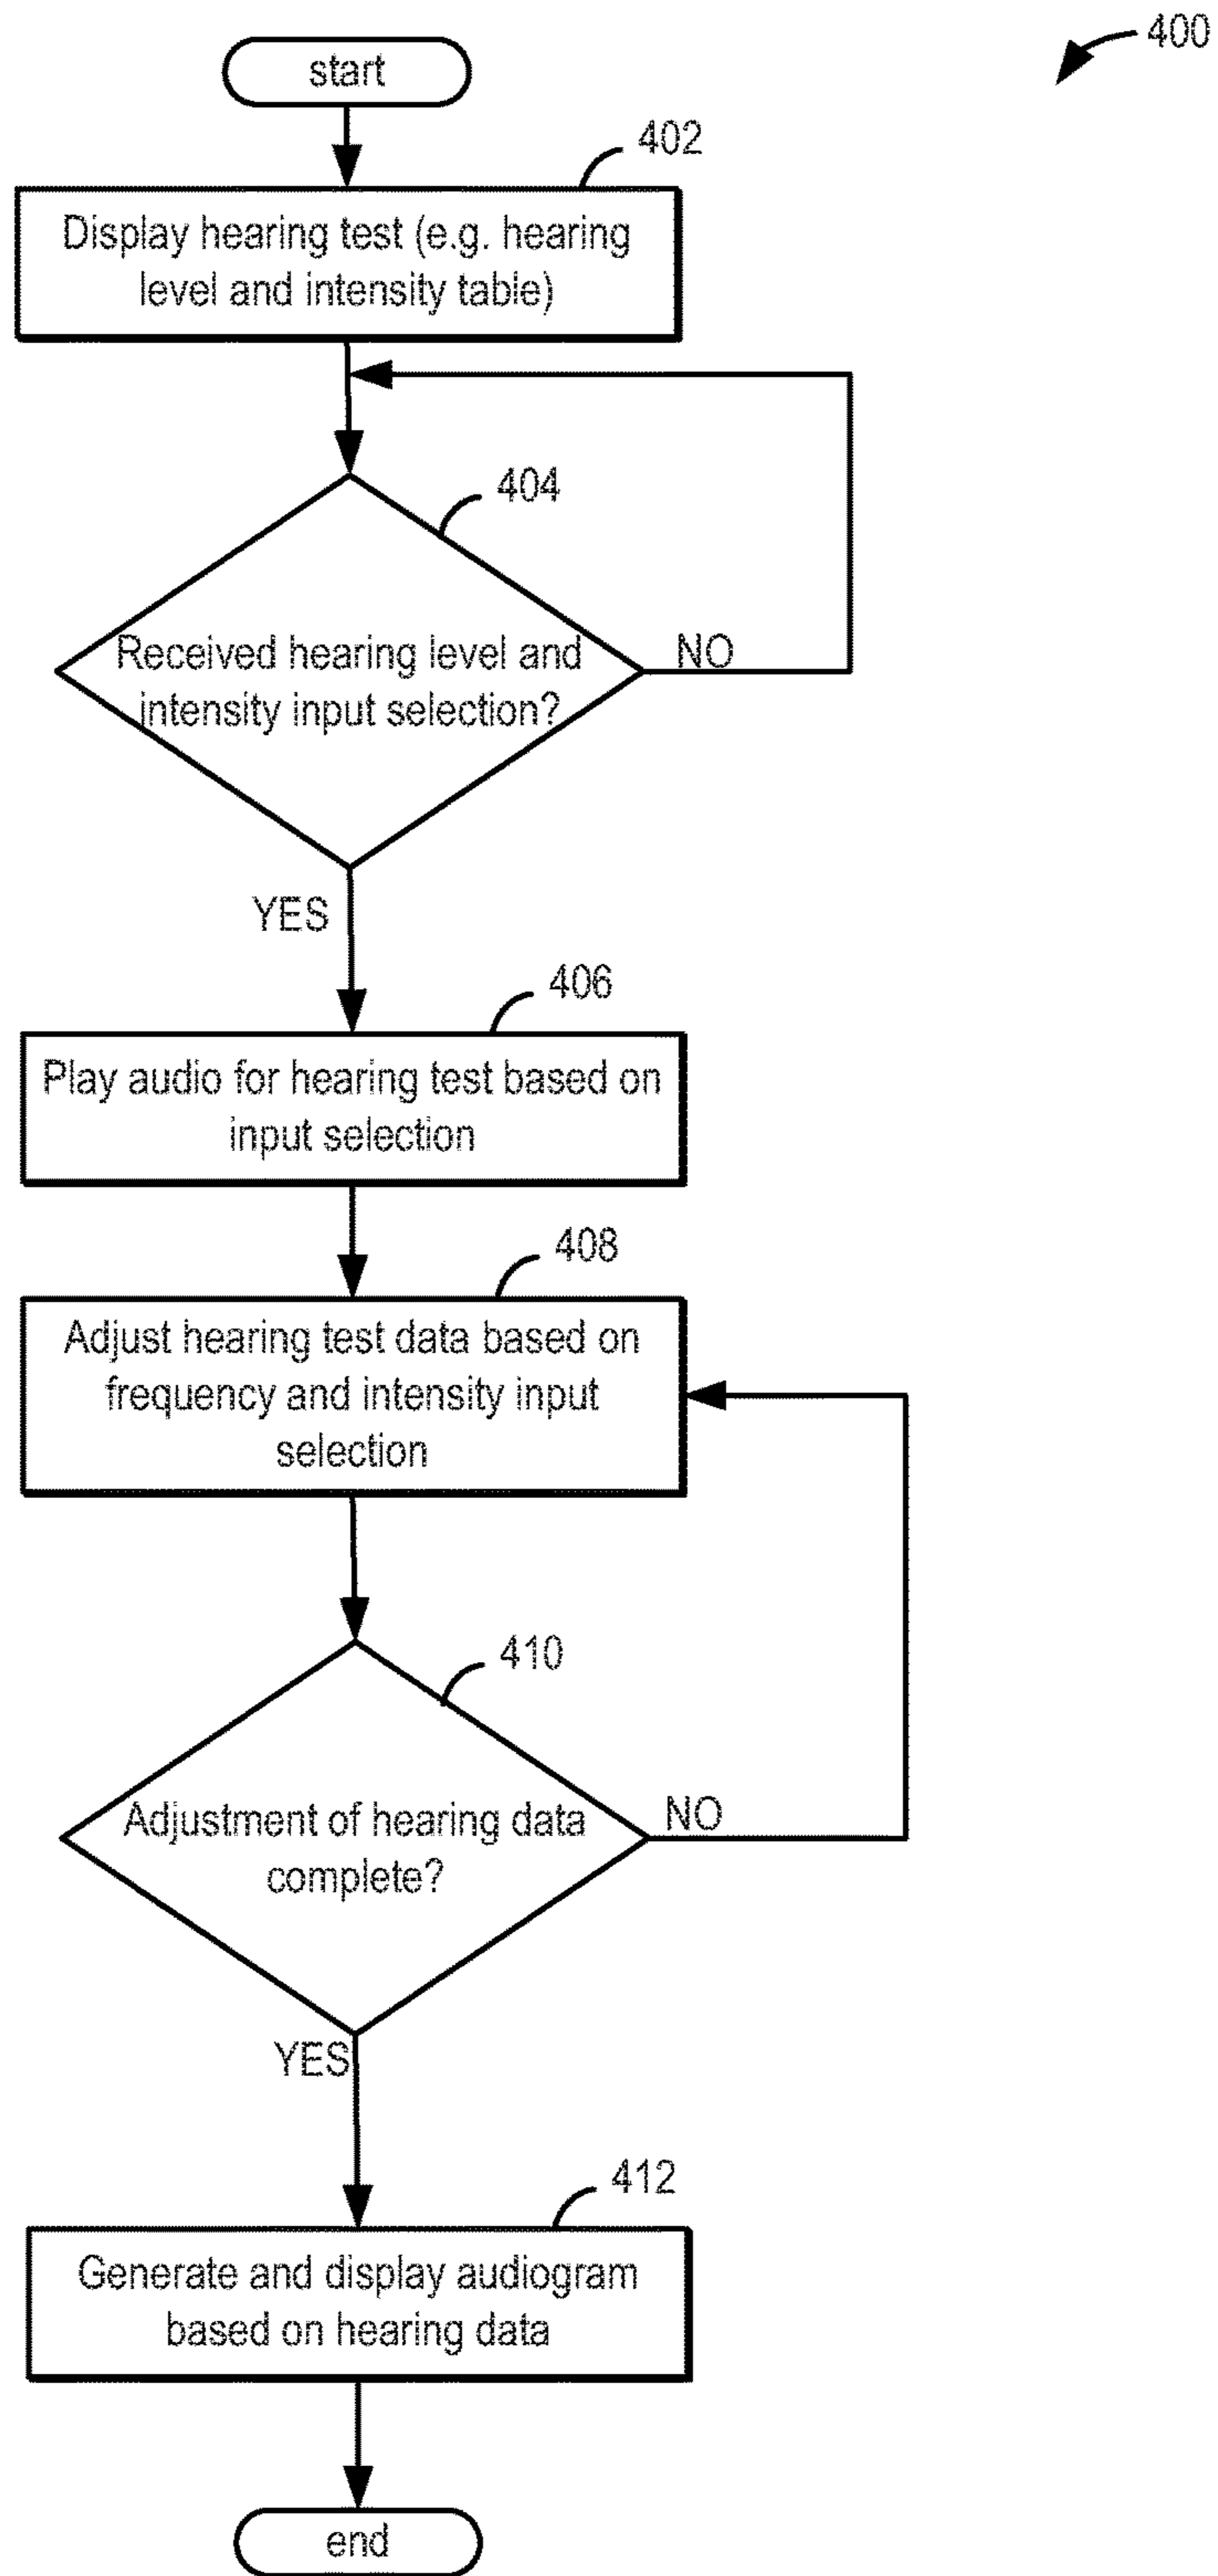 400
start
402
Display hearing test (e.g. hearing
level and intensity table)
404
Received hearing level and
intensity input selection?
NO
YES
406
Play audio for hearing test based on
input selection
408
Adjust hearing test data based on
frequency and intensity input
selection
410
Adjustment of hearing data
complete?
NO
YES
412
Generate and display audiogram
based on hearing data
end